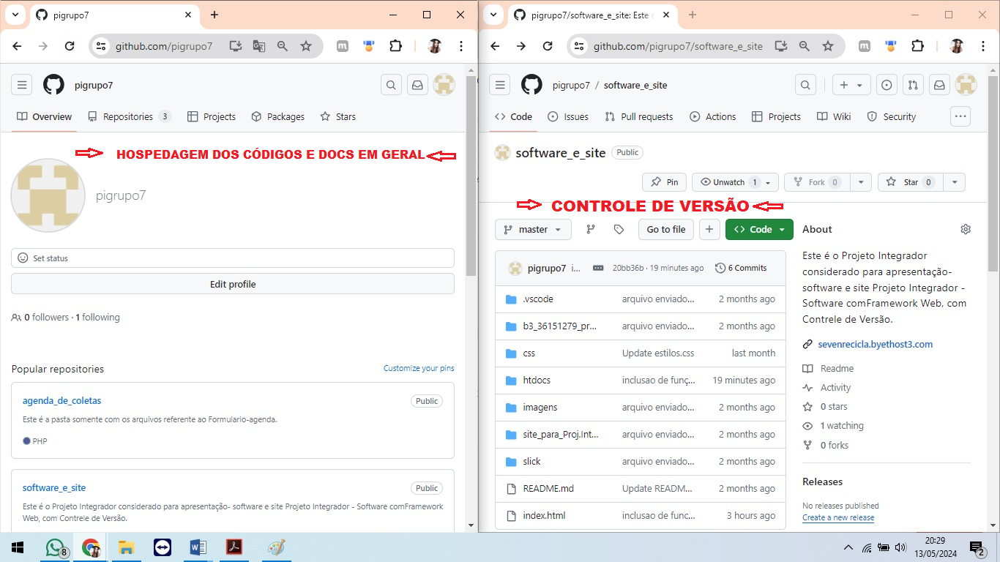 pigrupo7
github.com/pigrupo7
pigrupo7
Overview
Repositories 3
Projects
Packages
Stars
HOSPEDAGEM DOS CÓDIGOS E DOCS EM GERAL
pigrupo7
Set status
Edit profile
0 followers · 1 following
Popular repositories
Customize your pins
agenda_de_coletas
Public
Este é a pasta somente com os arquivos referente ao Formulario-agenda.
PHP
software_e_site
Public
Este é o Projeto Integrador considerado para apresentação- software e site Projeto Integrador - Software comFramework
Web, com Controle de Versão.
pigrupo7/software_e_site: Este
github.com/pigrupo7/software_e_site
pigrupo7 / software_e_site
Code
Issues
Pull requests
Actions
Projects
Wiki
Security
software_e_site
Public
Pin
Unwatch 1
Fork 0
Star 0
CONTROLE DE VERSÃO
master
Go to file
Code
pigrupo7 i...
20bb36b · 19 minutes ago
6 Commits
.vscode arquivo enviado... 2 months ago
b3_36151279_pr... arquivo enviado... 2 months ago
css Update estilos.css last month
htdocs inclusao de funç... 19 minutes ago
imagens arquivo enviado... 2 months ago
site_para_Proj.Int... arquivo enviado... 2 months ago
slick arquivo enviado... 2 months ago
README.md Update READM... 2 months ago
index.html inclusao de func... 3 hours ago
About
Este é o Projeto Integrador
considerado para apresentação-
software e site Projeto Integrador -
Software comFramework Web, com
Controle de Versão.
sevenrecicla.byethost3.com
Readme
Activity
0 stars
1 watching
0 forks
Releases
No releases published
Create a new release
8
20:29
13/05/2024
2